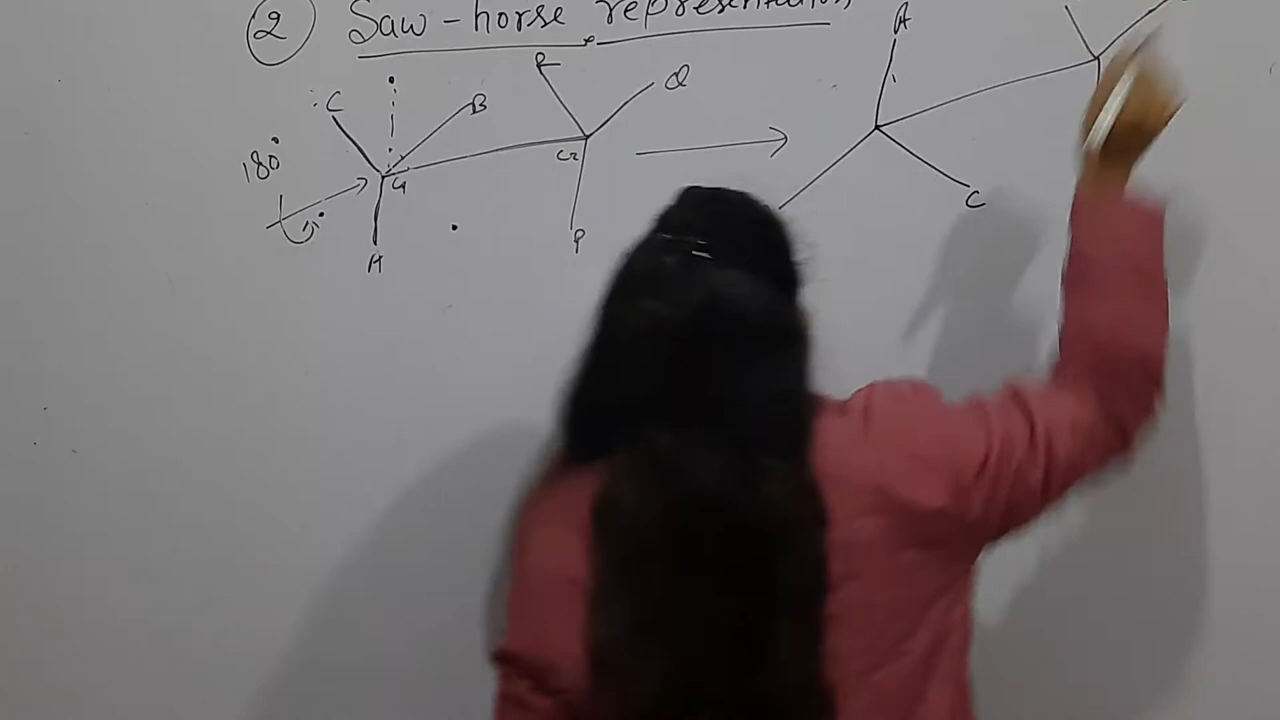 ② Saw-horse representation
R
A
Q
C
B
180°
C₂
C₁
C
P
A